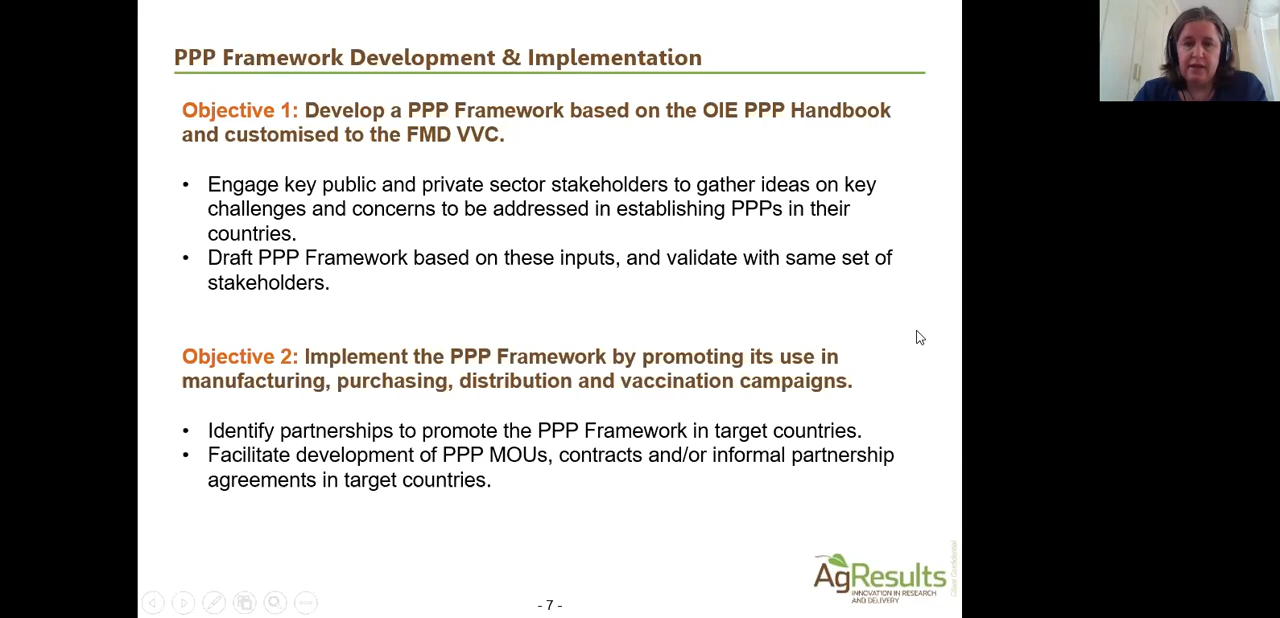 PPP Framework Development & Implementation
Objective 1: Develop a PPP Framework based on the OIE PPP Handbook
and customised to the FMD VVC.
• Engage key public and private sector stakeholders to gather ideas on key
challenges and concerns to be addressed in establishing PPPs in their
countries.
• Draft PPP Framework based on these inputs, and validate with same set of
stakeholders.
Objective 2: Implement the PPP Framework by promoting its use in
manufacturing, purchasing, distribution and vaccination campaigns.
• Identify partnerships to promote the PPP Framework in target countries.
• Facilitate development of PPP MOUs, contracts and/or informal partnership
agreements in target countries.
AgResults
INNOVATION IN RESEARCH
AND DELIVERY
Client Confidential
- 7 -